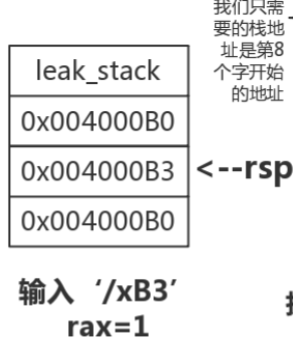 我们只需
要的栈地
址是第8
个字开始
的地址
leak_stack
0x004000B0
0x004000B3
<--rsp
0x004000B0
输入‘/xB3’
rax=1